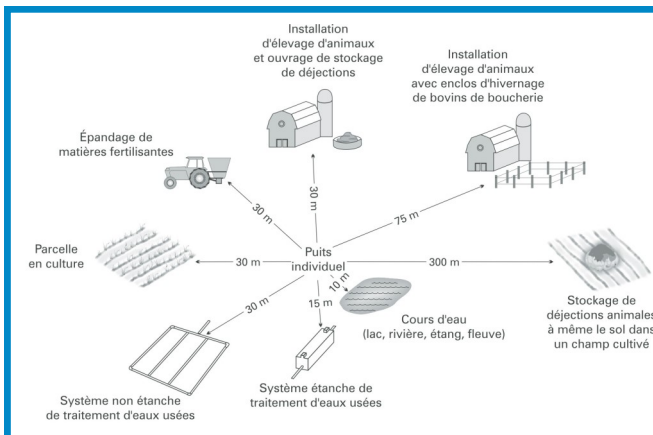 Installation
d'élevage d'animaux
et ouvrage de stockage
de déjections
Installation
d'élevage d'animaux
avec enclos d'hivernage
de bovins de boucherie
Épandage de
matières fertilisantes
30 m
30 m
75 m
Parcelle
en culture
30 m
Puits
individuel
300 m
10 m
30 m
15 m
Cours d'eau
(lac, rivière, étang, fleuve)
Stockage de
déjections animales
à même le sol dans
un champ cultivé
Système non étanche
de traitement d'eaux usées
Système étanche de
traitement d'eaux usées